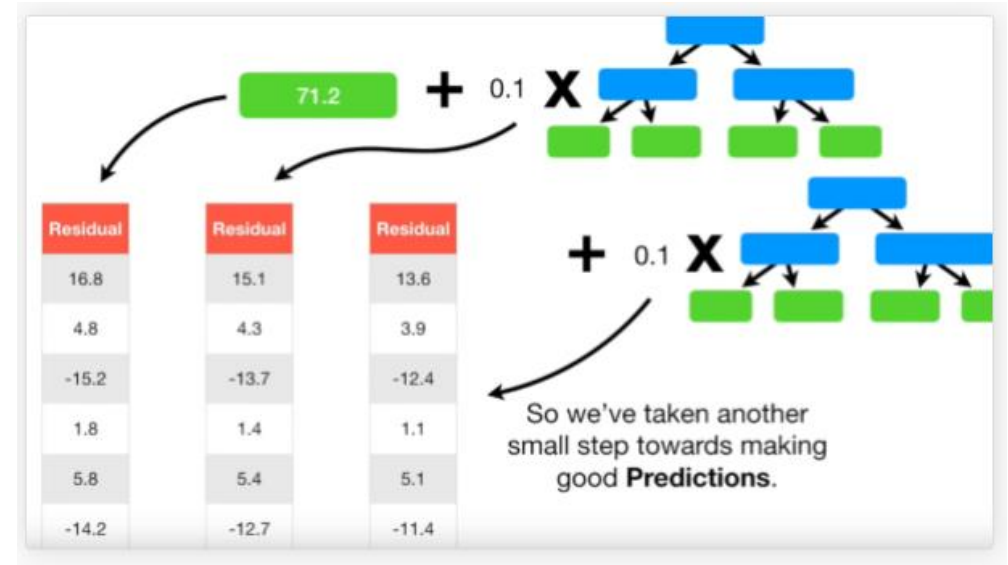 71.2 + 0.1 X
Residual Residual Residual
+ 0.1 X
16.8 15.1 13.6
4.8 4.3 3.9
-15.2 -13.7 -12.4
1.8 1.4 1.1
5.8 5.4 5.1
-14.2 -12.7 -11.4
So we've taken another
small step towards making
good Predictions.